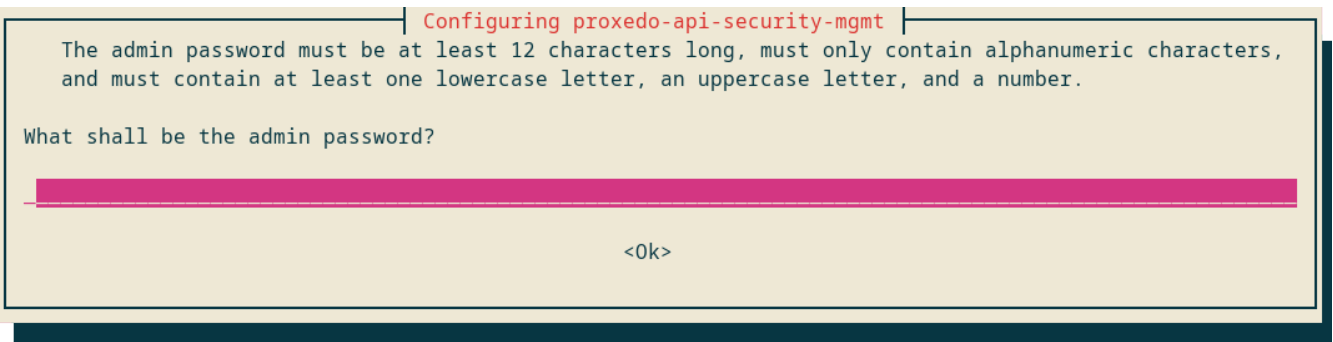 Configuring proxedo-api-security-mgmt
The admin password must be at least 12 characters long, must only contain alphanumeric characters,
and must contain at least one lowercase letter, an uppercase letter, and a number.
What shall be the admin password?
<Ok>